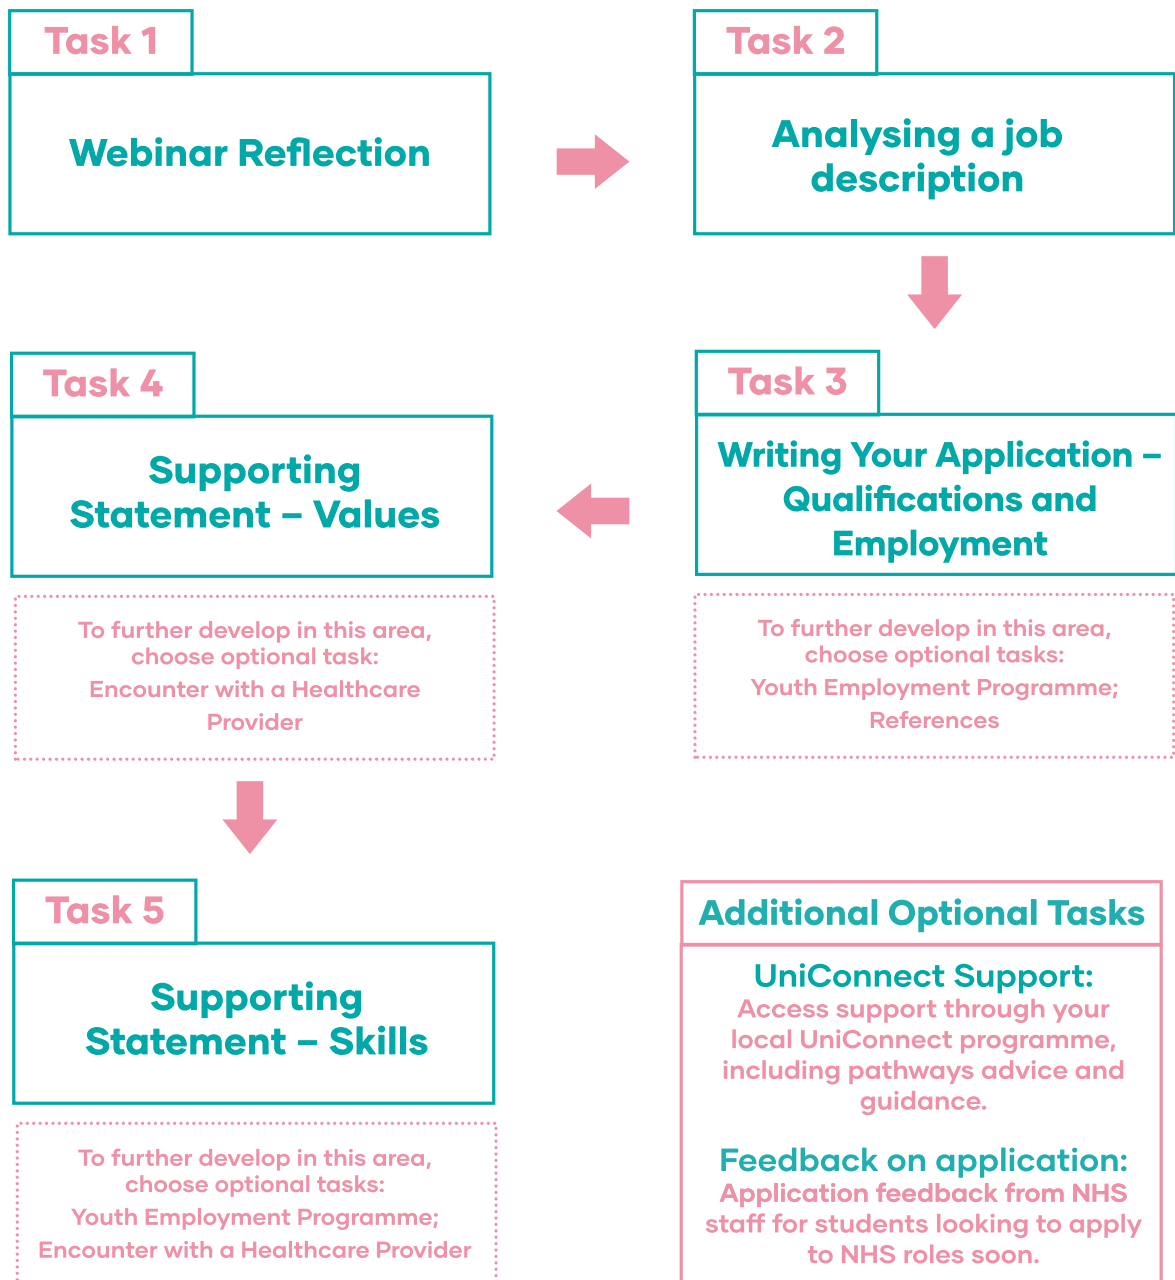 Task 1
Webinar Reflection
Task 2
Analysing a job
description
Task 3
Writing Your Application –
Qualifications and
Employment
To further develop in this area,
choose optional tasks:
Youth Employment Programme;
References
Task 4
Supporting
Statement – Values
To further develop in this area,
choose optional task:
Encounter with a Healthcare
Provider
Task 5
Supporting
Statement – Skills
To further develop in this area,
choose optional tasks:
Youth Employment Programme;
Encounter with a Healthcare Provider
Additional Optional Tasks
UniConnect Support:
Access support through your
local UniConnect programme,
including pathways advice and
guidance.
Feedback on application:
Application feedback from NHS
staff for students looking to apply
to NHS roles soon.